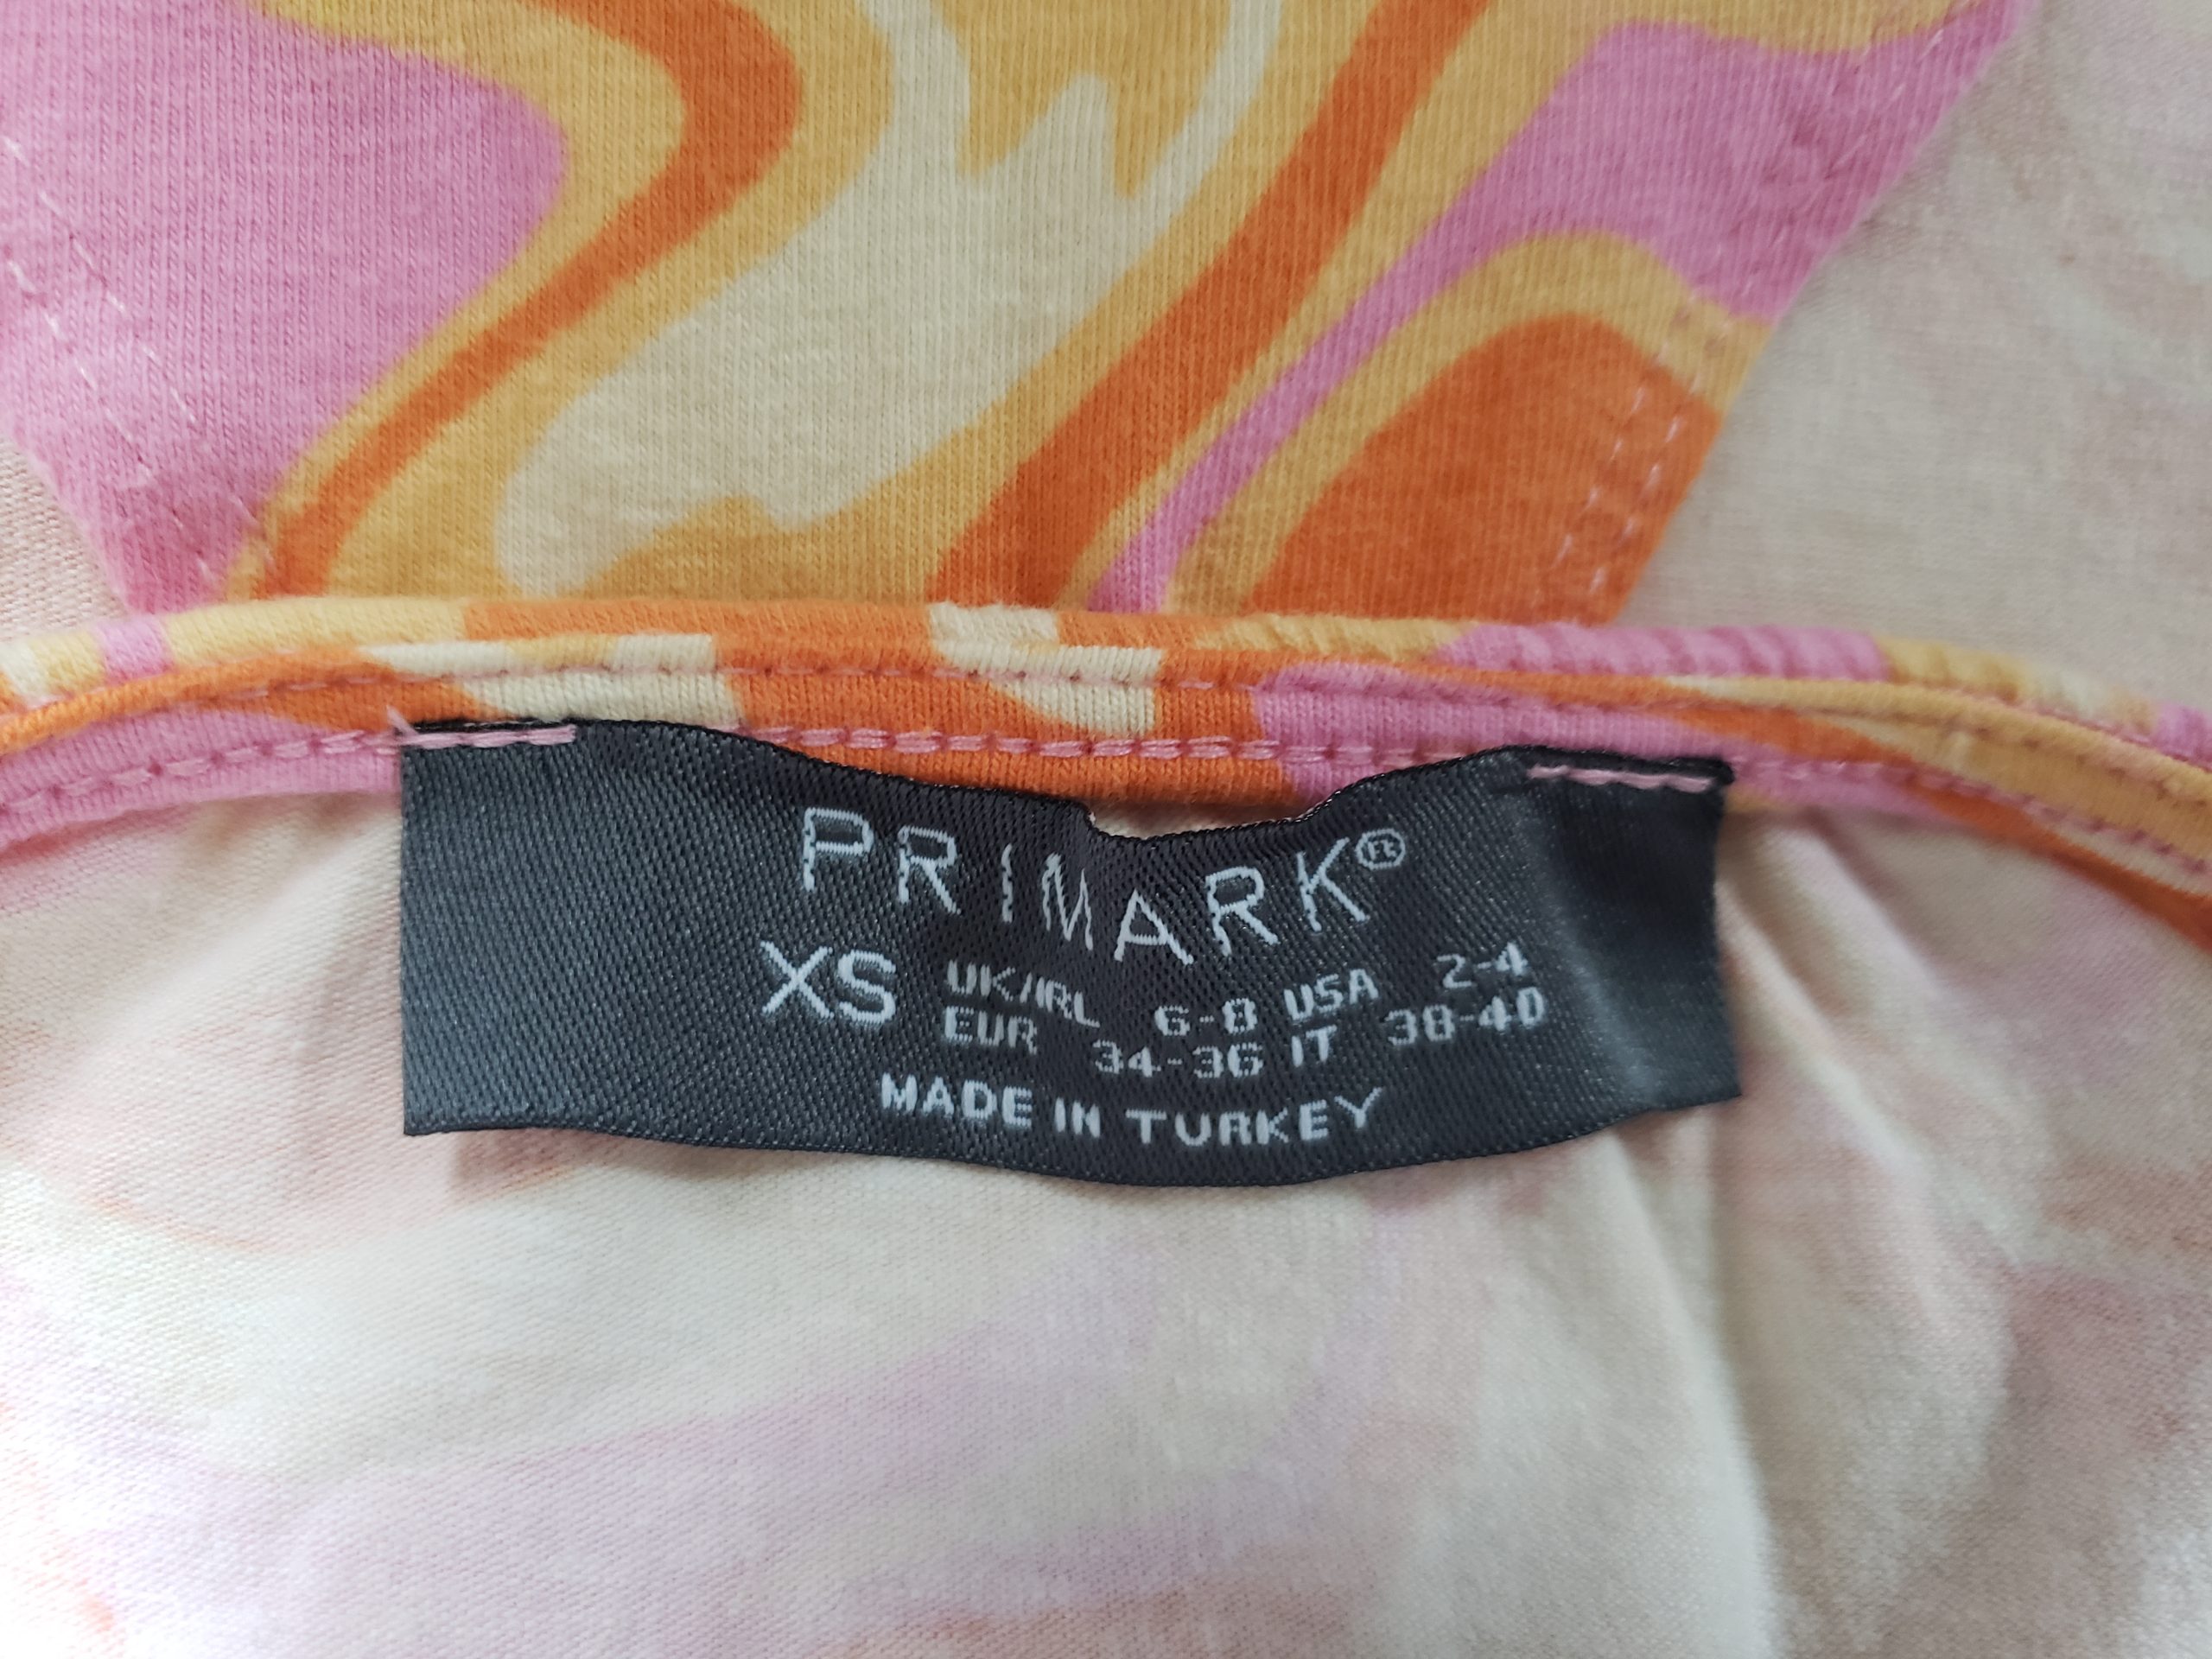 PRIMARK®
XS UK/IRL 6-8 USA 2-4
EUR 34-36 IT 38-40
MADE IN TURKEY